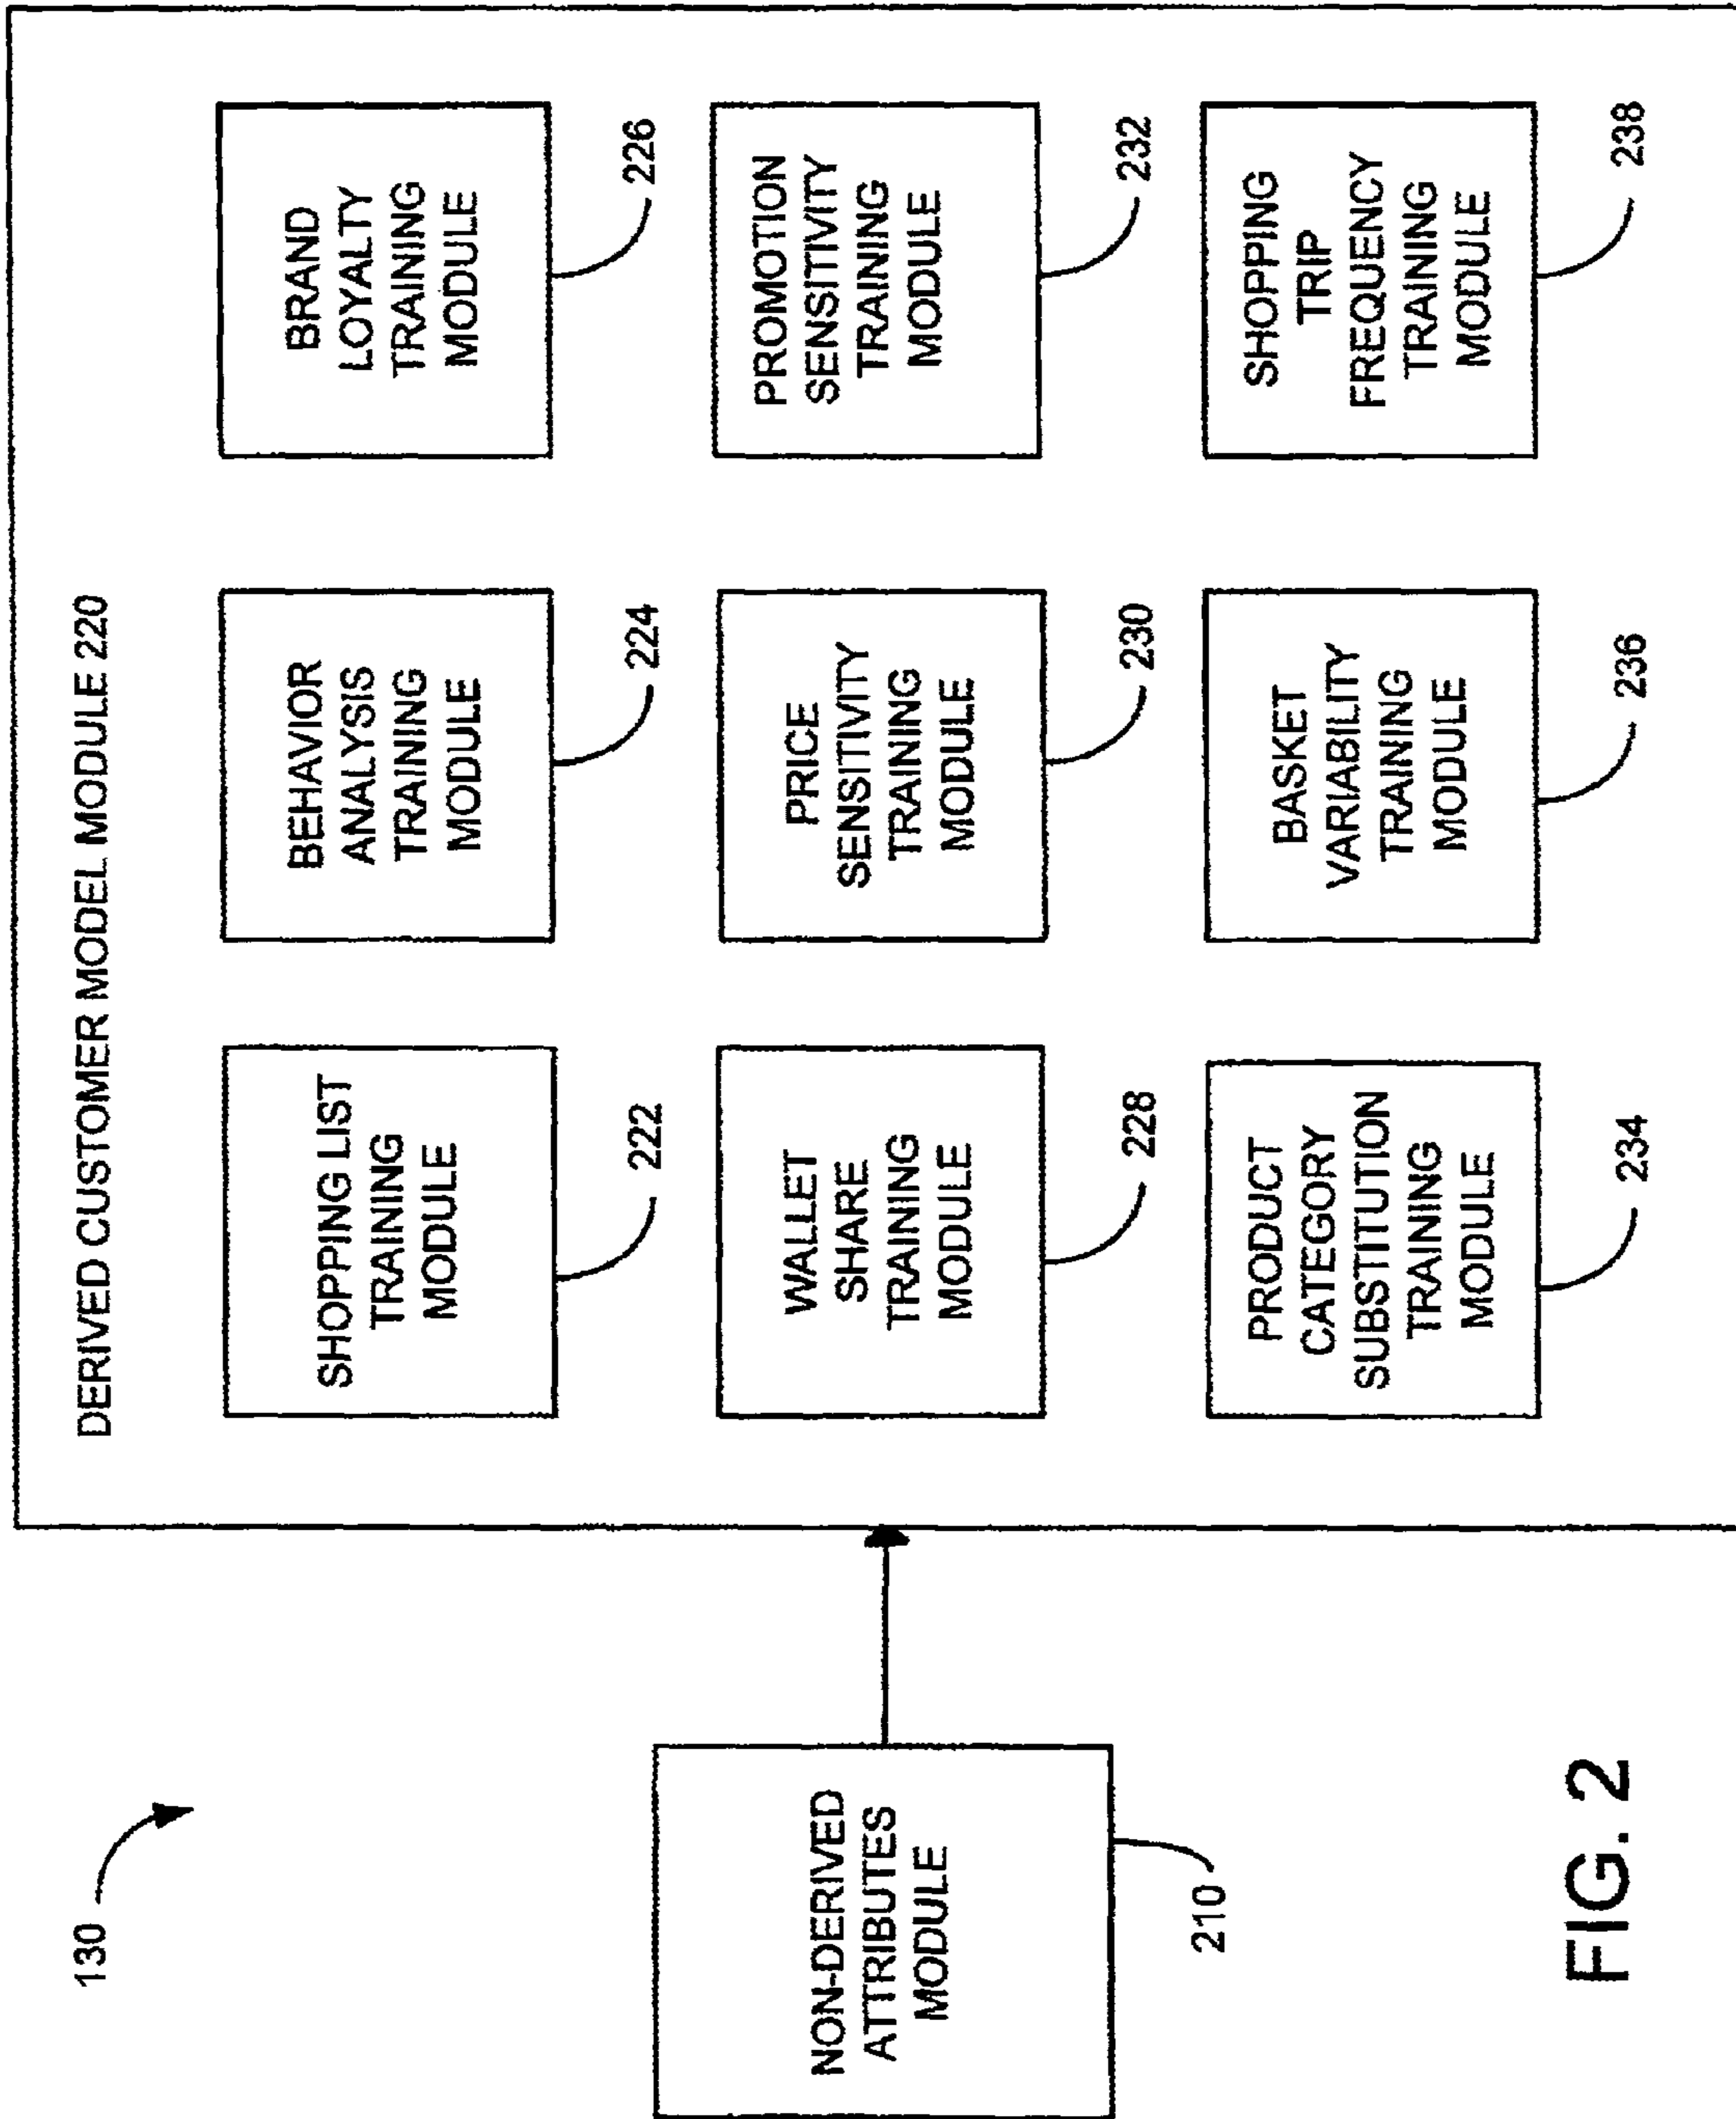 130
DERIVED CUSTOMER MODEL MODULE 220
NON-DERIVED
ATTRIBUTES
MODULE
210
SHOPPING LIST
TRAINING
MODULE
222
BEHAVIOR
ANALYSIS
TRAINING
MODULE
224
BRAND
LOYALTY
TRAINING
MODULE
226
WALLET
SHARE
TRAINING
MODULE
228
PRICE
SENSITIVITY
TRAINING
MODULE
230
PROMOTION
SENSITIVITY
TRAINING
MODULE
232
PRODUCT
CATEGORY
SUBSTITUTION
TRAINING
MODULE
234
BASKET
VARIABILITY
TRAINING
MODULE
236
SHOPPING
TRIP
FREQUENCY
TRAINING
MODULE
238
FIG. 2